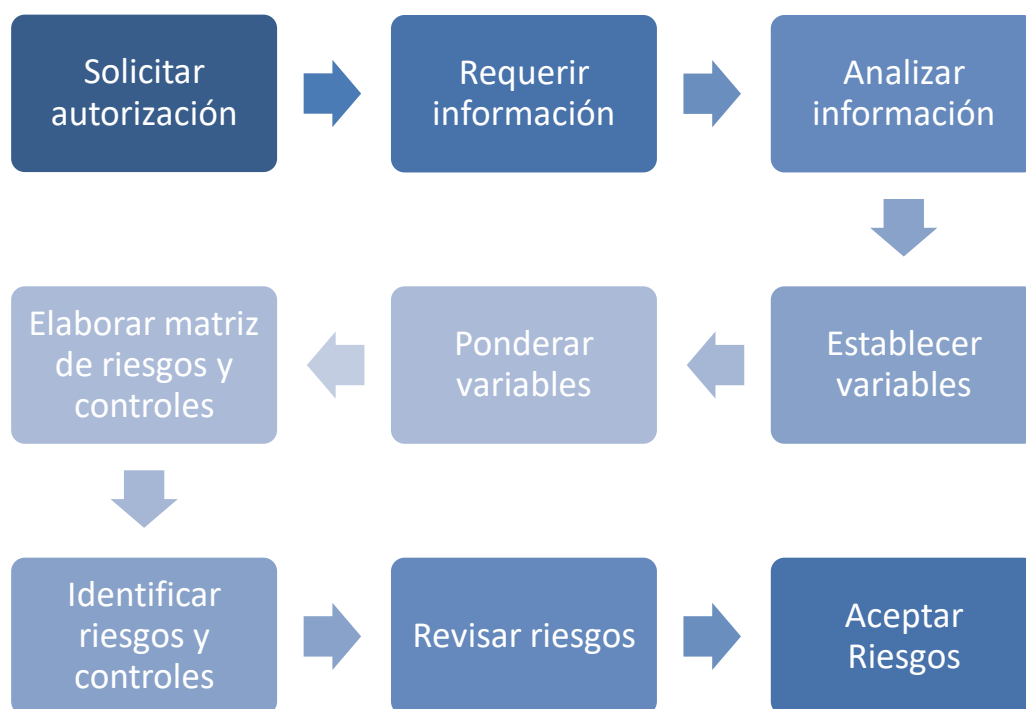 Solicitar
autorización
Requerir
información
Analizar
información
Establecer
variables
Ponderar
variables
Elaborar matriz
de riesgos y
controles
Identificar
riesgos y
controles
Revisar riesgos
Aceptar
Riesgos